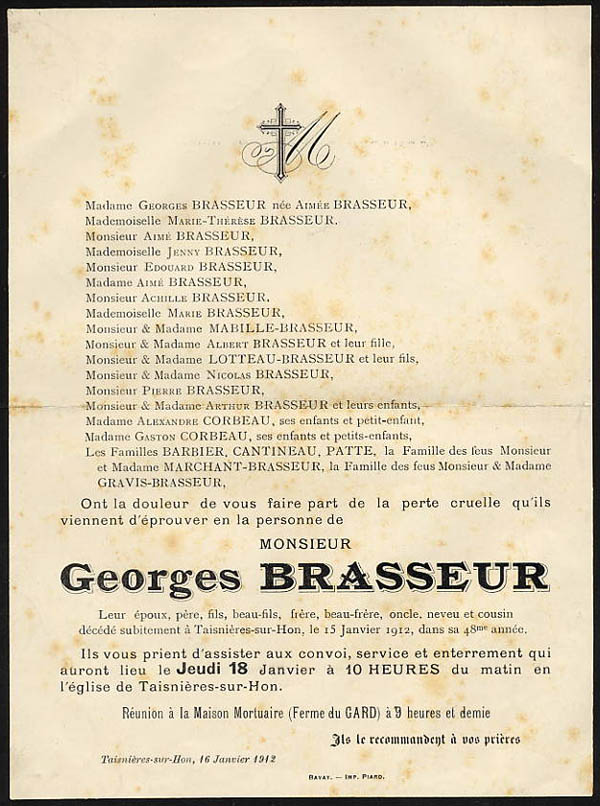 M
Madame GEORGES BRASSEUR née AIMÉE BRASSEUR,
Mademoiselle MARIE-THÉRÈSE BRASSEUR,
Monsieur AIMÉ BRASSEUR,
Mademoiselle JENNY BRASSEUR,
Monsieur EDOUARD BRASSEUR,
Madame AIMÉ BRASSEUR,
Monsieur ACHILLE BRASSEUR,
Mademoiselle MARIE BRASSEUR,
Monsieur & Madame MABILLE-BRASSEUR,
Monsieur & Madame ALBERT BRASSEUR et leur fille,
Monsieur & Madame LOTTEAU-BRASSEUR et leur fils,
Monsieur & Madame NICOLAS BRASSEUR,
Monsieur PIERRE BRASSEUR,
Monsieur & Madame ARTHUR BRASSEUR et leurs enfants,
Madame ALEXANDRE CORBEAU, ses enfants et petit-enfant,
Madame GASTON CORBEAU, ses enfants et petits-enfants,
Les Familles BARBIER, CANTINEAU, PATTE, la Famille des feus Monsieur
et Madame MARCHANT-BRASSEUR, la Famille des feus Monsieur & Madame
GRAVIS-BRASSEUR,
Ont la douleur de vous faire part de la perte cruelle qu'ils
viennent d'éprouver en la personne de
MONSIEUR
Georges BRASSEUR
Leur époux, père, fils, beau-fils, frère, beau-frère, oncle, neveu et cousin
décédé subitement à Taisnières-sur-Hon, le 15 Janvier 1912, dans sa 48me année.
Ils vous prient d'assister aux convoi, service et enterrement qui
auront lieu le Jeudi 18 Janvier à 10 HEURES du matin en
l'église de Taisnières-sur-Hon.
Réunion à la Maison Mortuaire (Ferme du GARD) à 9 heures et demie
Ils le recommandent à vos prières
Taisnières-sur-Hon, 16 Janvier 1912
BAVAY. — IMP. PIARD.